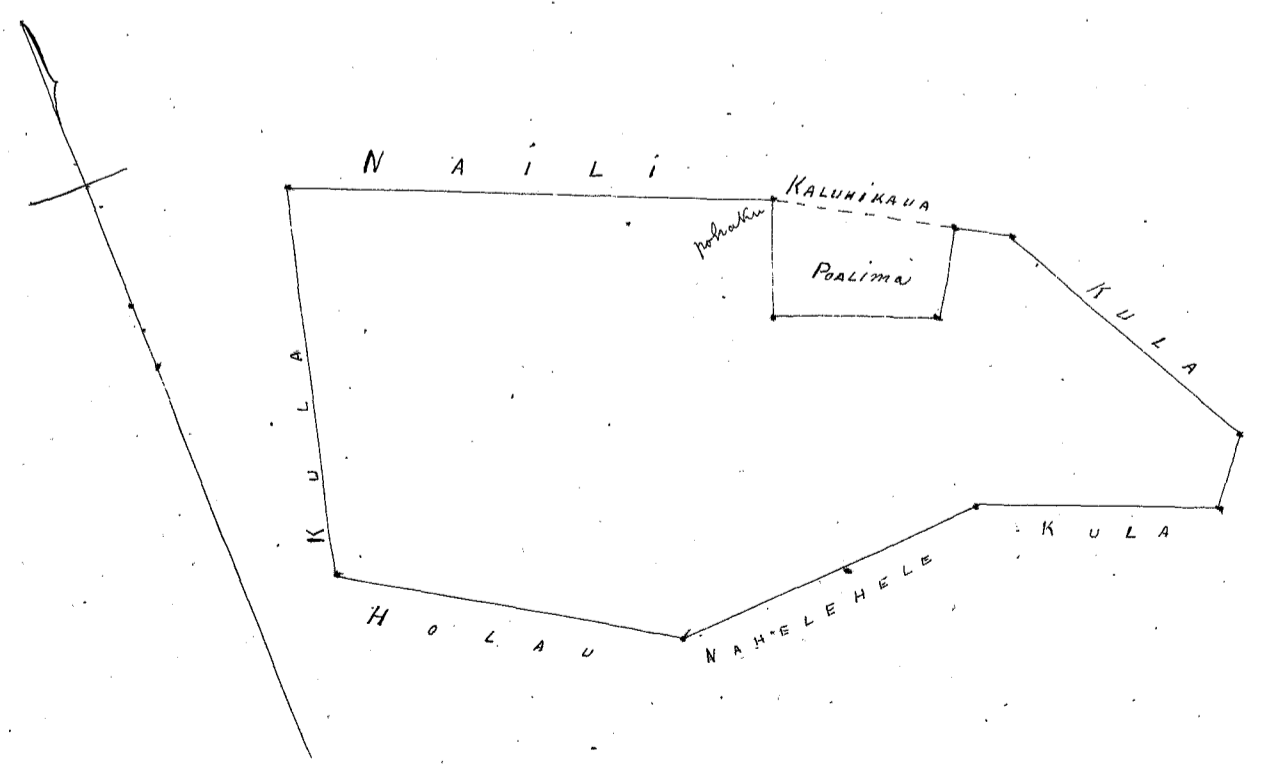 NAILI
KALUHIKAUA
pohaku
POALIMA
KULA
KULA
KULA
NAHELEHELE
HOLAU